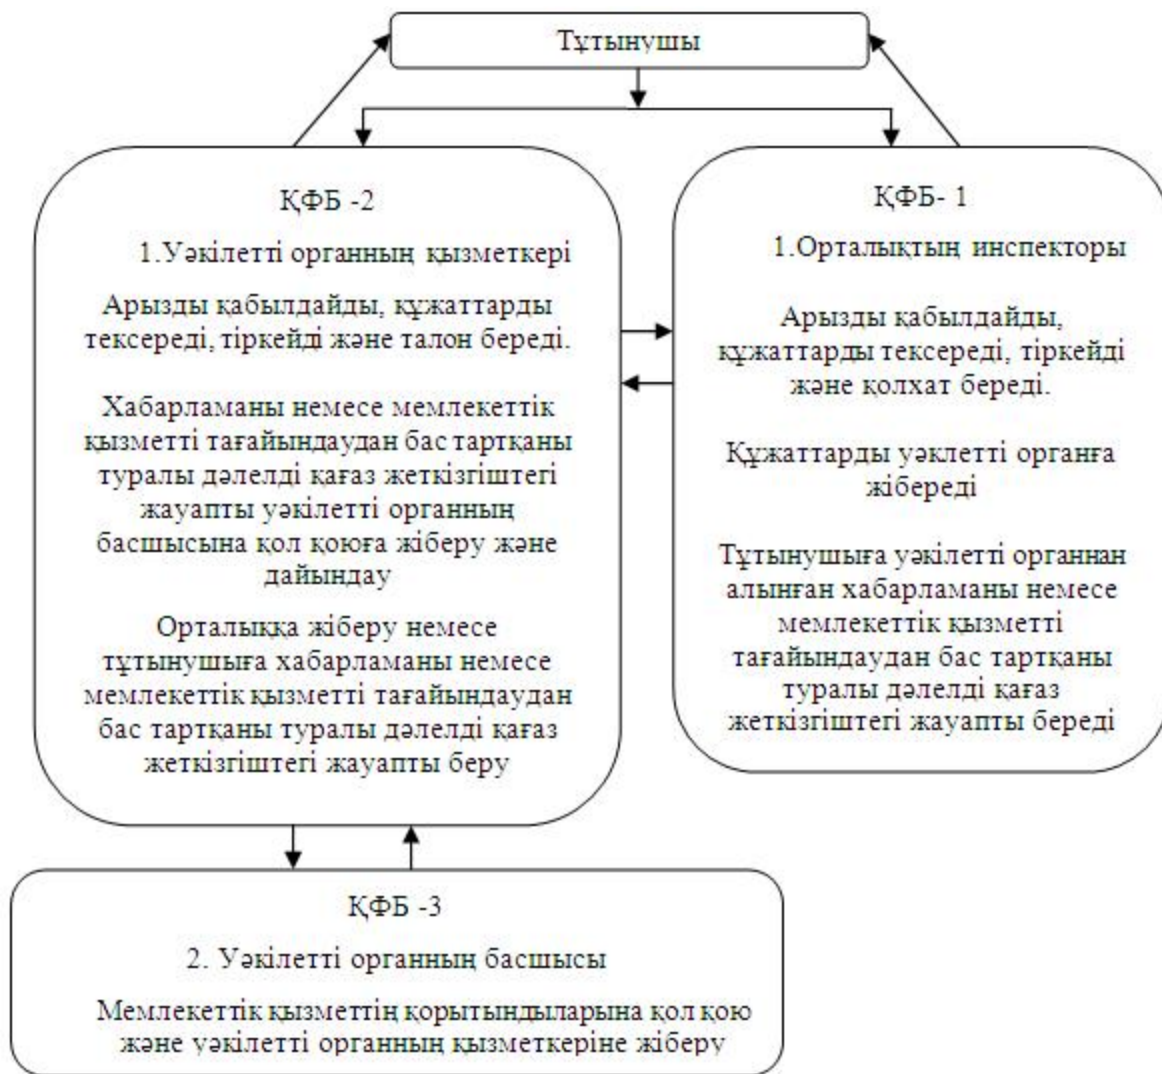 Тұтынушы
ҚФБ -2
1.Уәкілетті органның қызметкері
Арызды қабылдайды, құжаттарды
тексереді, тіркейді және талон береді.
Хабарламаны немесе мемлекеттік
қызметті тағайындаудан бас тартқаны
туралы дәлелді қағаз жеткізгіштегі
жауапты уәкілетті органның
басшысына қол қоюға жіберу және
дайындау
Орталыққа жіберу немесе
тұтынушыға хабарламаны немесе
мемлекеттік қызметті тағайындаудан
бас тартқаны туралы дәлелді қағаз
жеткізгіштегі жауапты беру
ҚФБ- 1
1.Орталықтың инспекторы
Арызды қабылдайды,
құжаттарды тексереді, тіркейді
және қолхат береді.
Құжаттарды уәклетті органға
жібереді
Тұтынушыға уәкілетті органнан
алынған хабарламаны немесе
мемлекеттік қызметті
тағайындаудан бас тартқаны
туралы дәлелді қағаз
жеткізгіштегі жауапты береді
ҚФБ -3
2. Уәкілетті органның басшысы
Мемлекеттік қызметтің қорытындыларына қол қою
және уәкілетті органның қызметкеріне жіберу